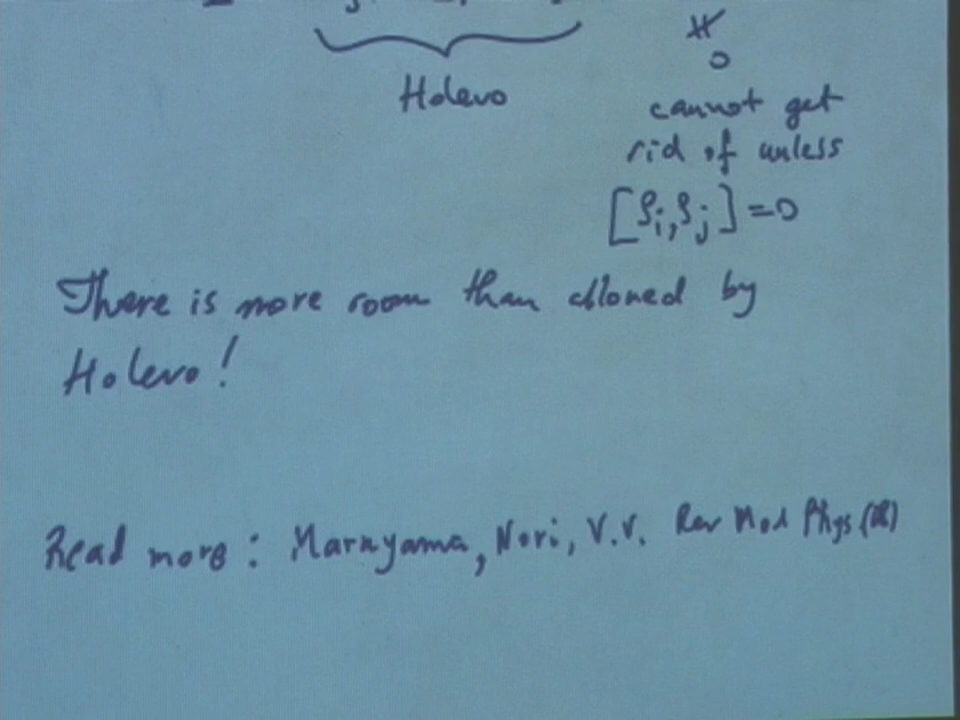 Holevo
≠
0
cannot get
rid of unless
[ρi,ρj]=0
There is more room than allowed by
Holevo!
Read more: Maruyama, Nori, V.V. Rev Mod Phys